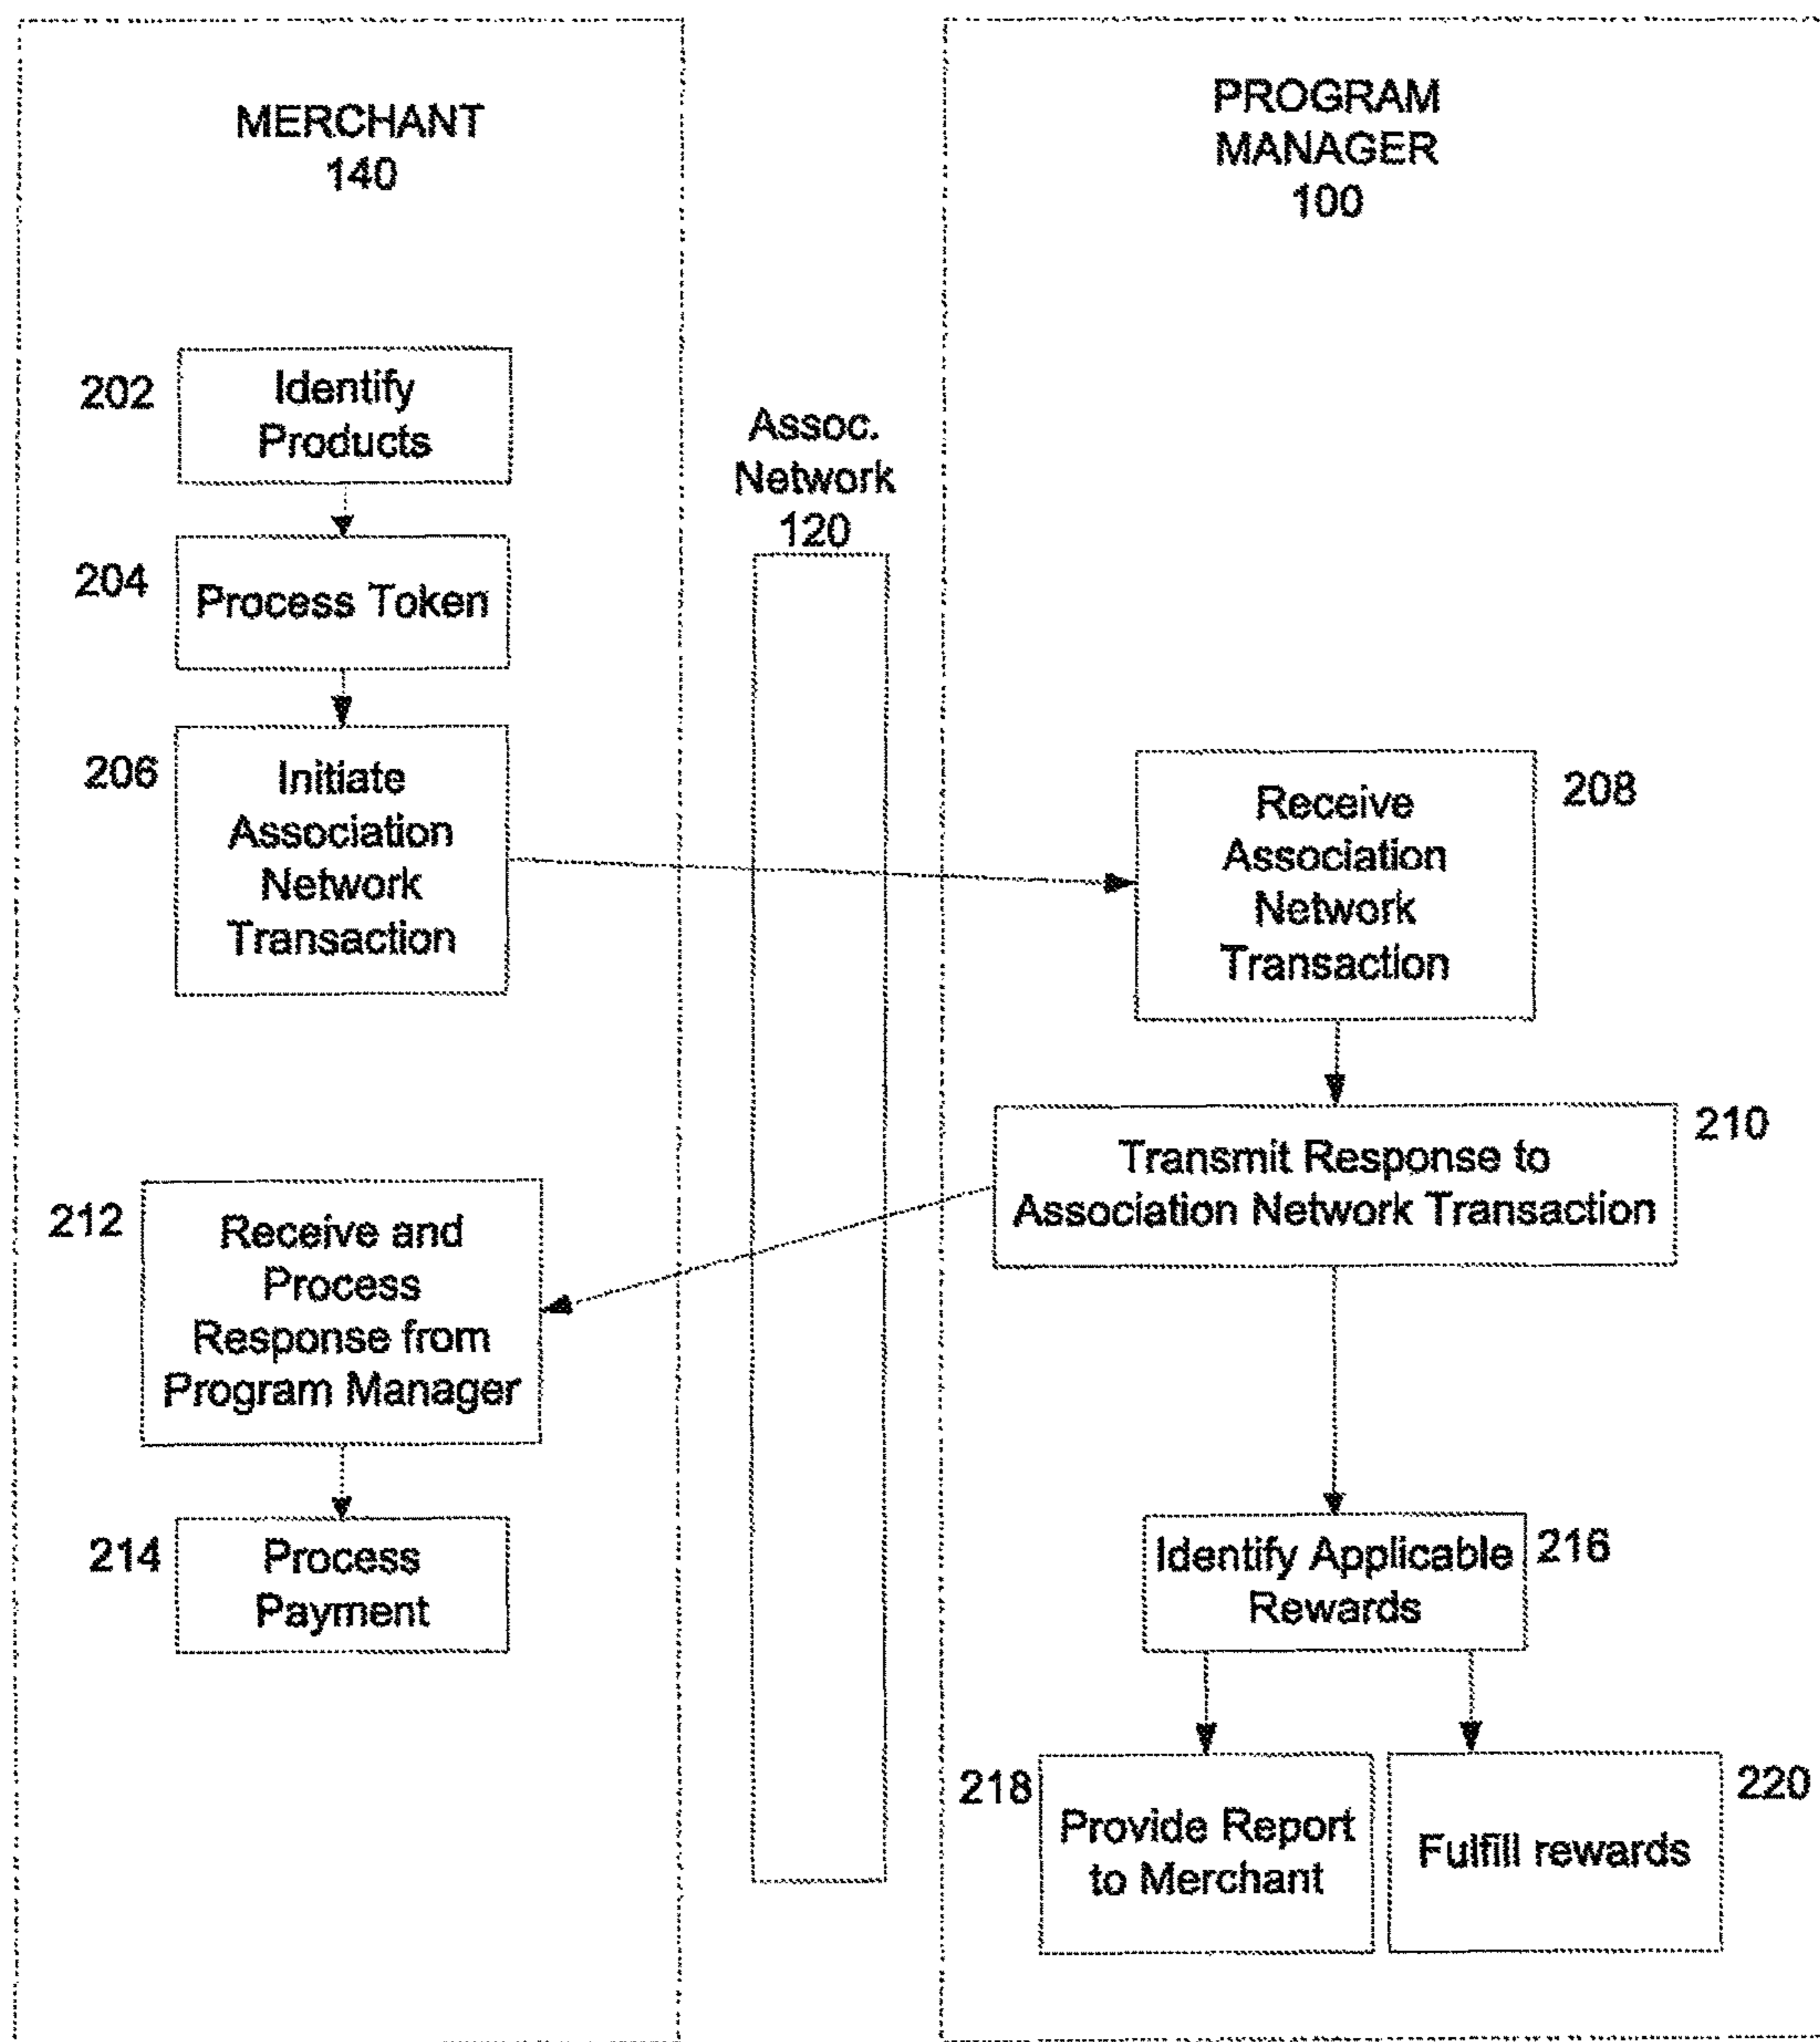 MERCHANT
140
PROGRAM
MANAGER
100
202
Identify
Products
Assoc.
Network
120
204
Process Token
206
Initiate
Association
Network
Transaction
208
Receive
Association
Network
Transaction
210
Transmit Response to
Association Network Transaction
212
Receive and
Process
Response from
Program Manager
214
Process
Payment
Identify Applicable
Rewards
216
218
Provide Report
to Merchant
220
Fulfill rewards